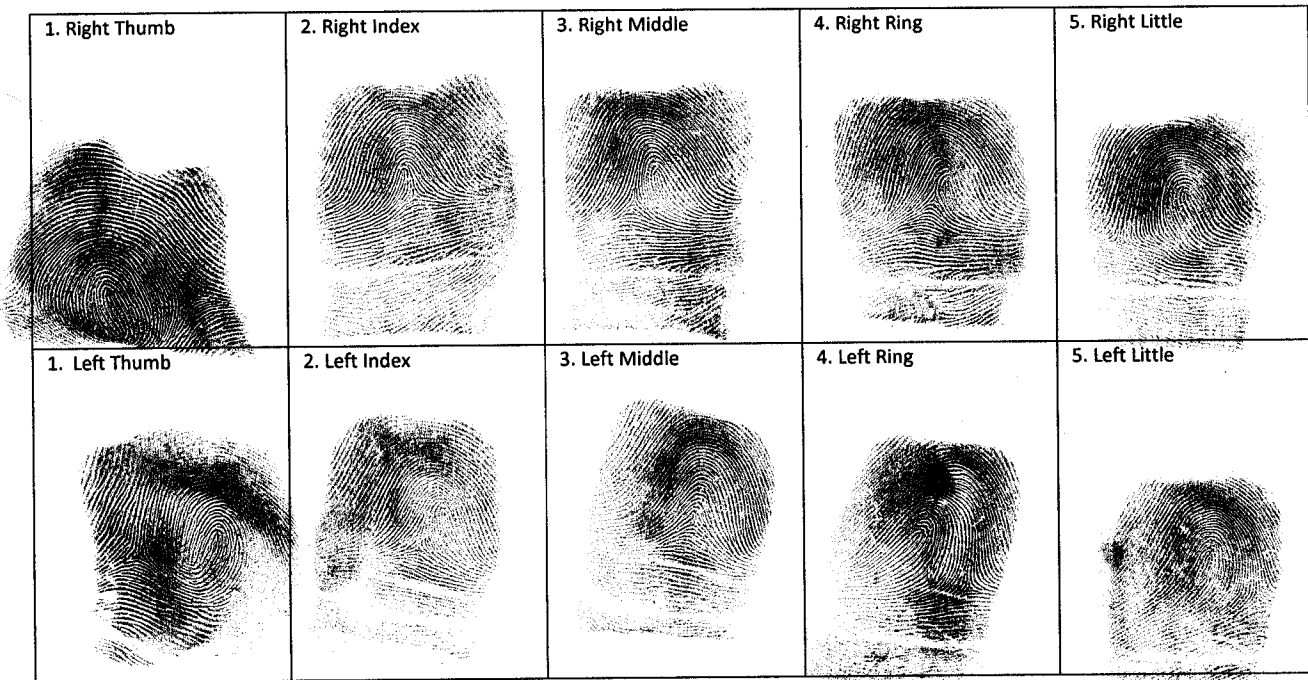 1. Right Thumb
2. Right Index
3. Right Middle
4. Right Ring
5. Right Little
1. Left Thumb
2. Left Index
3. Left Middle
4. Left Ring
5. Left Little